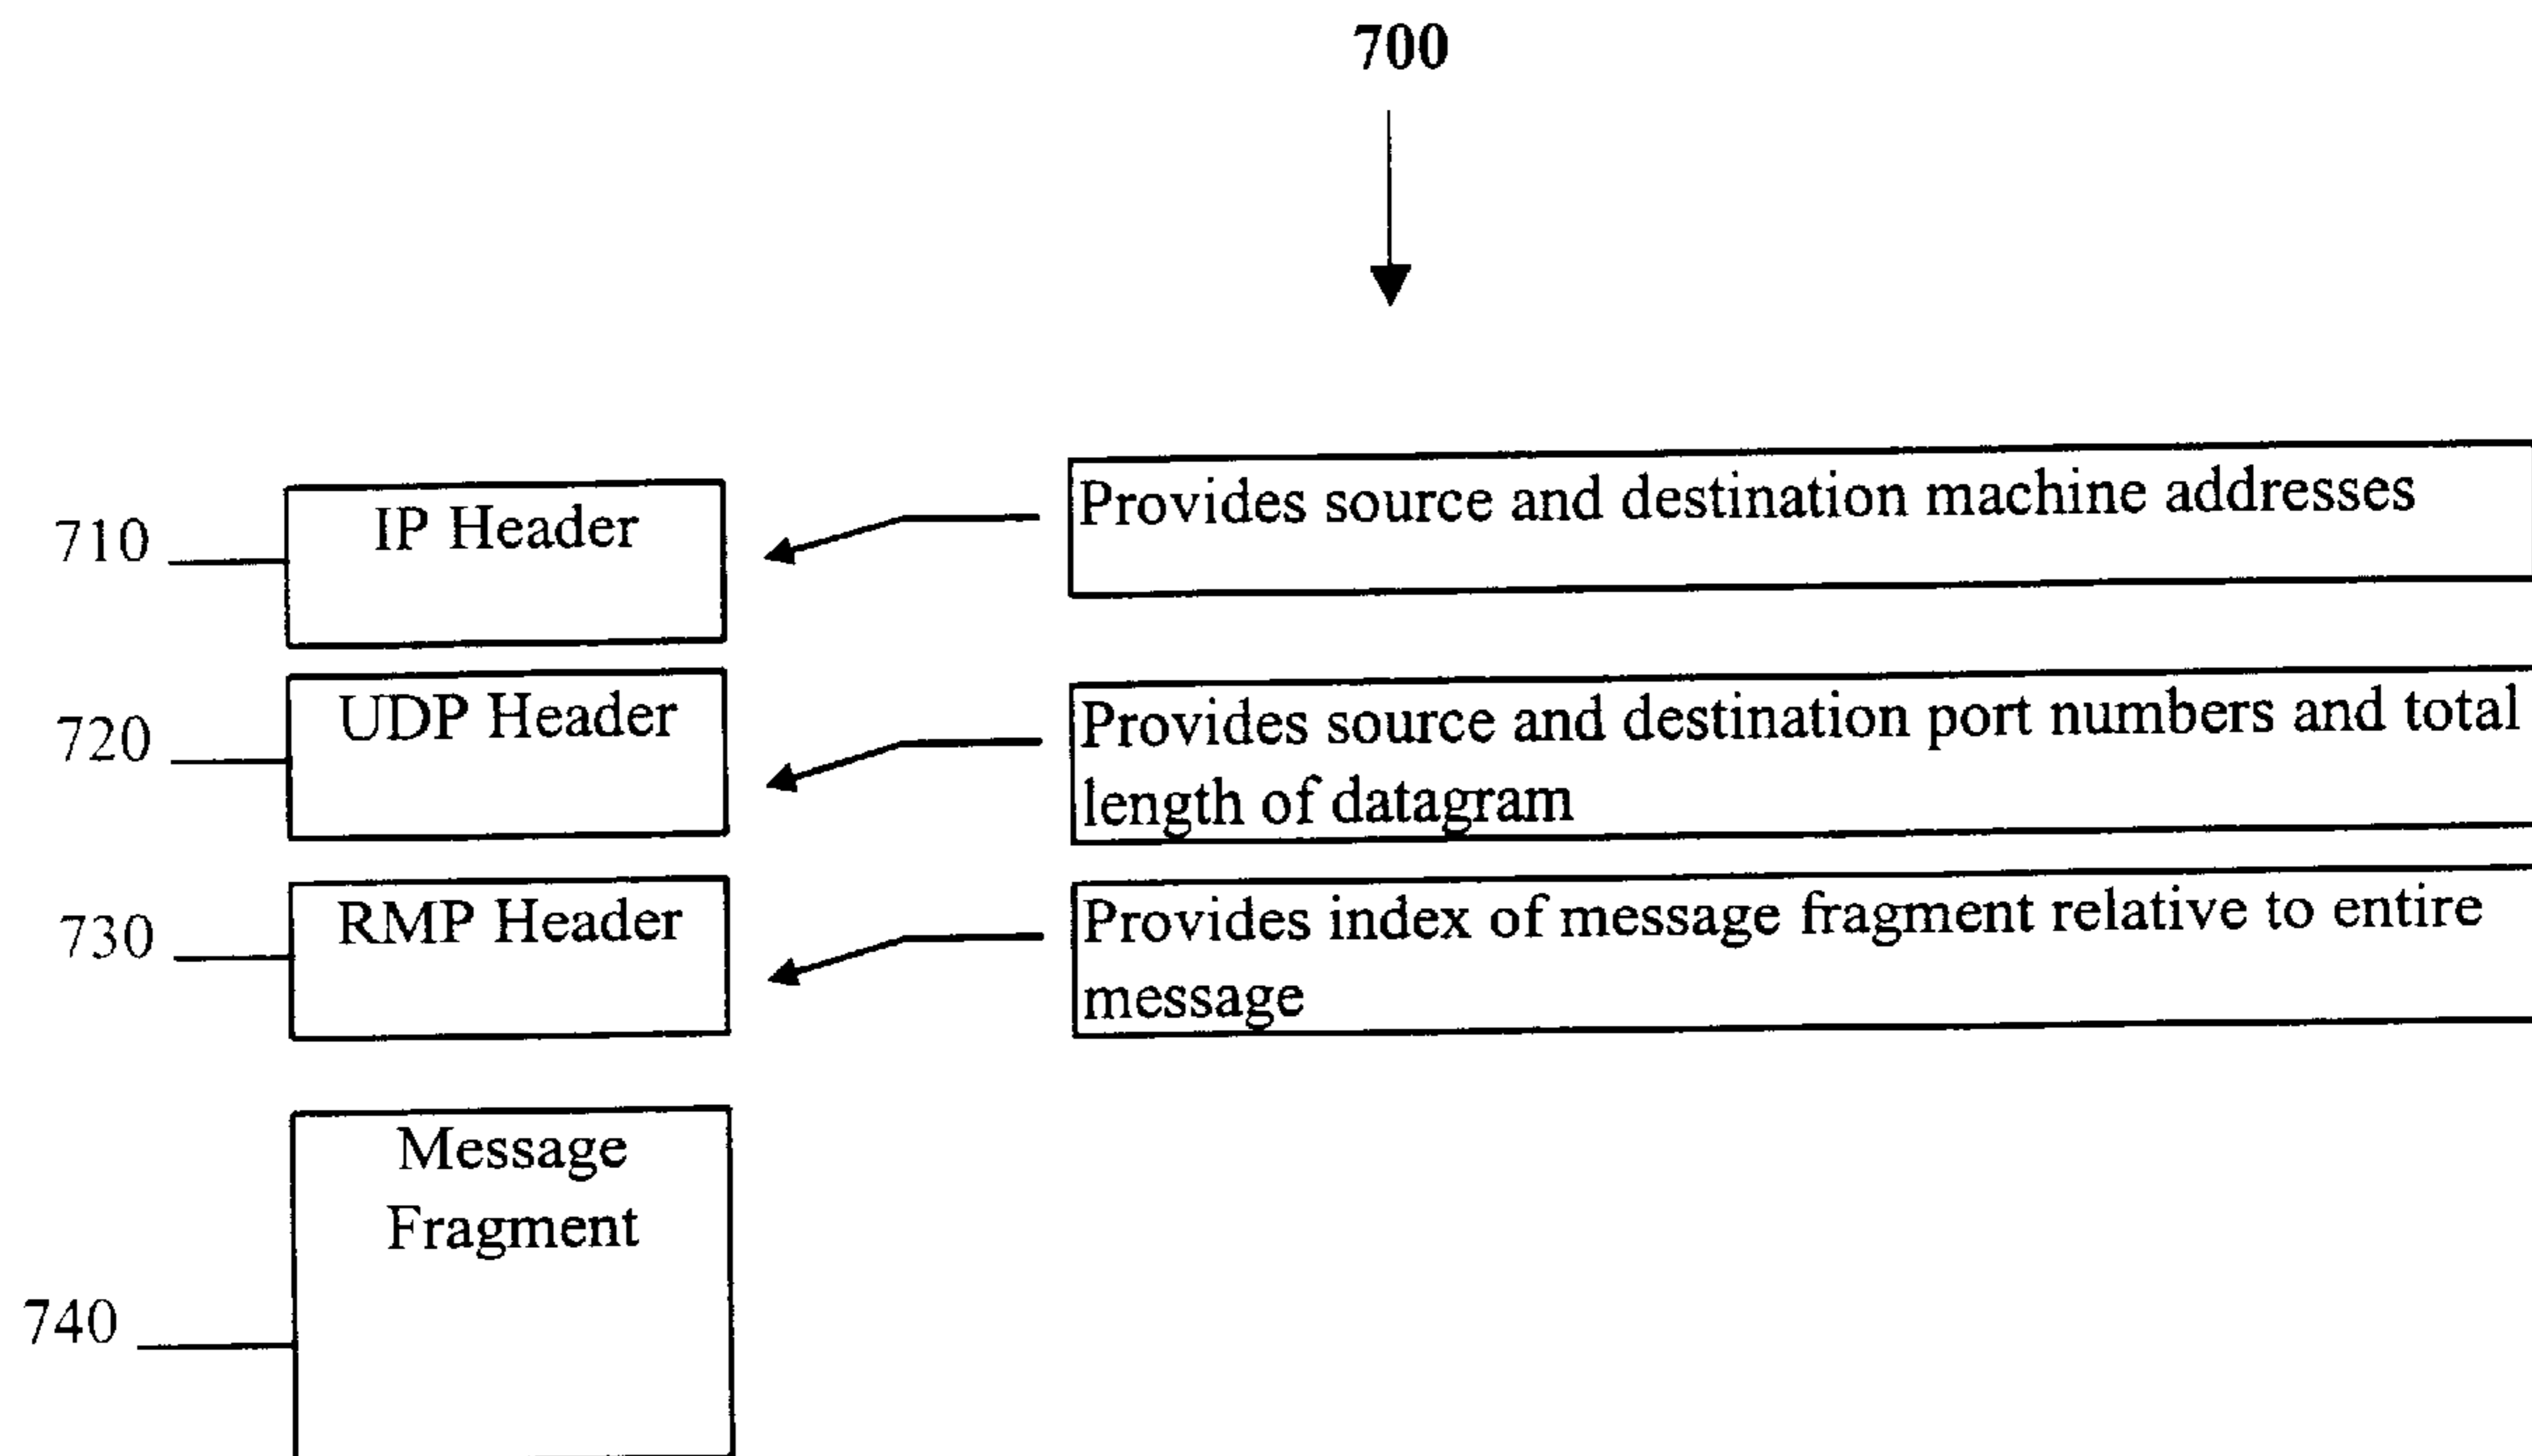 700
710
IP Header
Provides source and destination machine addresses
720
UDP Header
Provides source and destination port numbers and total
length of datagram
730
RMP Header
Provides index of message fragment relative to entire
message
740
Message
Fragment